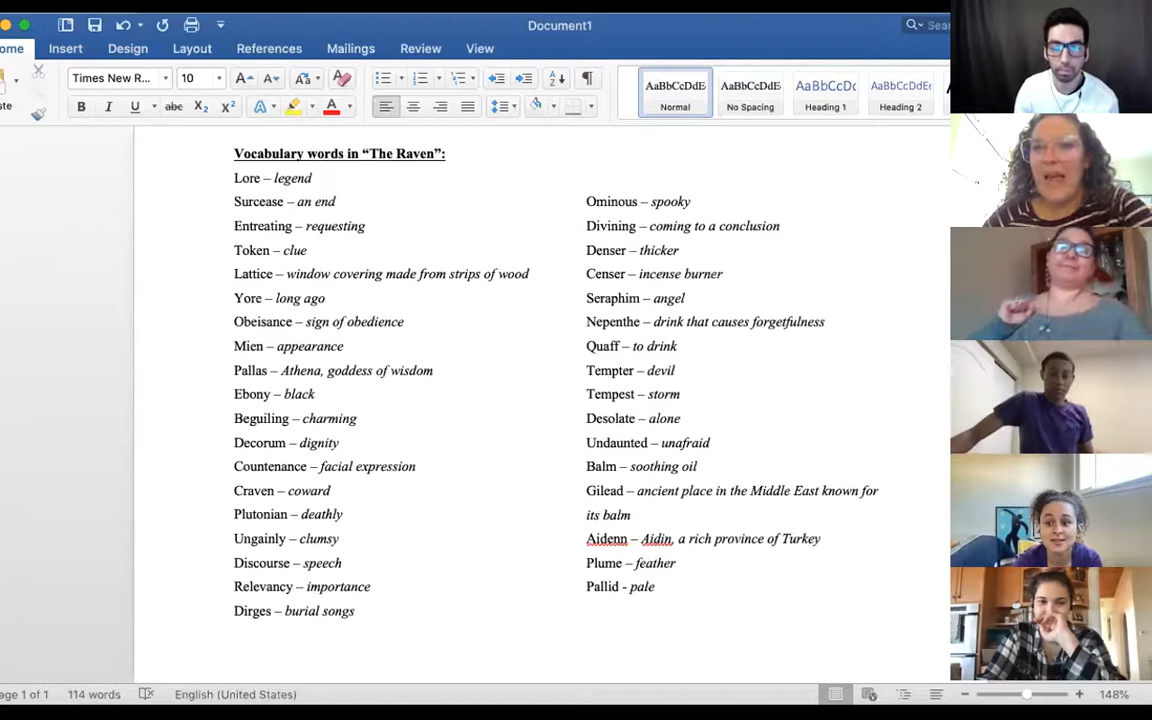 Document1
Sear
ome
Insert
Design
Layout
References
Mailings
Review
View
ste
Times New R...
10
AaBbCcDdE
Normal
AaBbCcDdE
No Spacing
AaBbCcDc
Heading 1
AaBbCcDdEe
Heading 2
Vocabulary words in “The Raven”:
Lore – legend
Surcease – an end
Entreating – requesting
Token – clue
Lattice – window covering made from strips of wood
Yore – long ago
Obeisance – sign of obedience
Mien – appearance
Pallas – Athena, goddess of wisdom
Ebony – black
Beguiling – charming
Decorum – dignity
Countenance – facial expression
Craven – coward
Plutonian – deathly
Ungainly – clumsy
Discourse – speech
Relevancy – importance
Dirges – burial songs
Ominous – spooky
Divining – coming to a conclusion
Denser – thicker
Censer – incense burner
Seraphim – angel
Nepenthe – drink that causes forgetfulness
Quaff – to drink
Tempter – devil
Tempest – storm
Desolate – alone
Undaunted – unafraid
Balm – soothing oil
Gilead – ancient place in the Middle East known for
its balm
Aidenn – Aidin, a rich province of Turkey
Plume – feather
Pallid - pale
age 1 of 1
114 words
English (United States)
148%